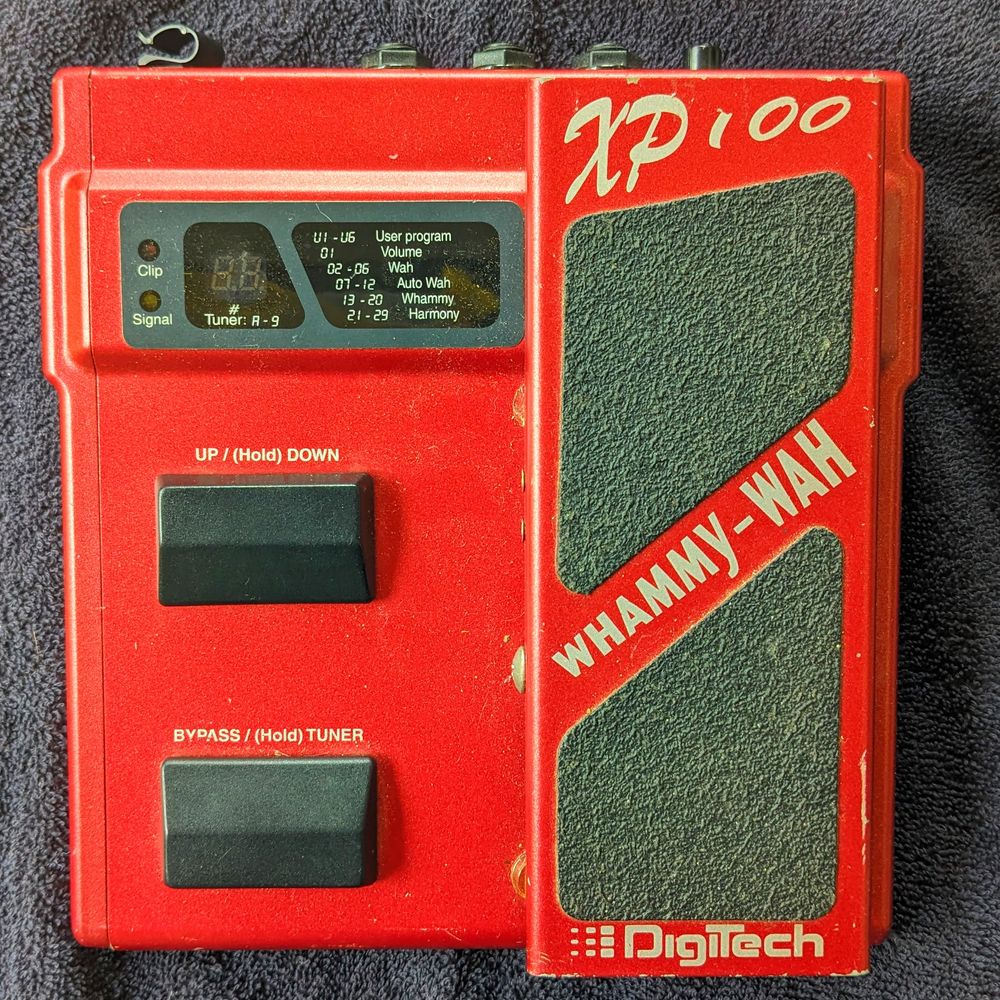 XP100
Clip
Signal
#
Tuner: A-9
U1-U6 User program
01 Volume
02-06 Wah
07-12 Auto Wah
13-20 Whammy
21-29 Harmony
UP / (Hold) DOWN
WHAMMY-WAH
BYPASS / (Hold) TUNER
DigiTech